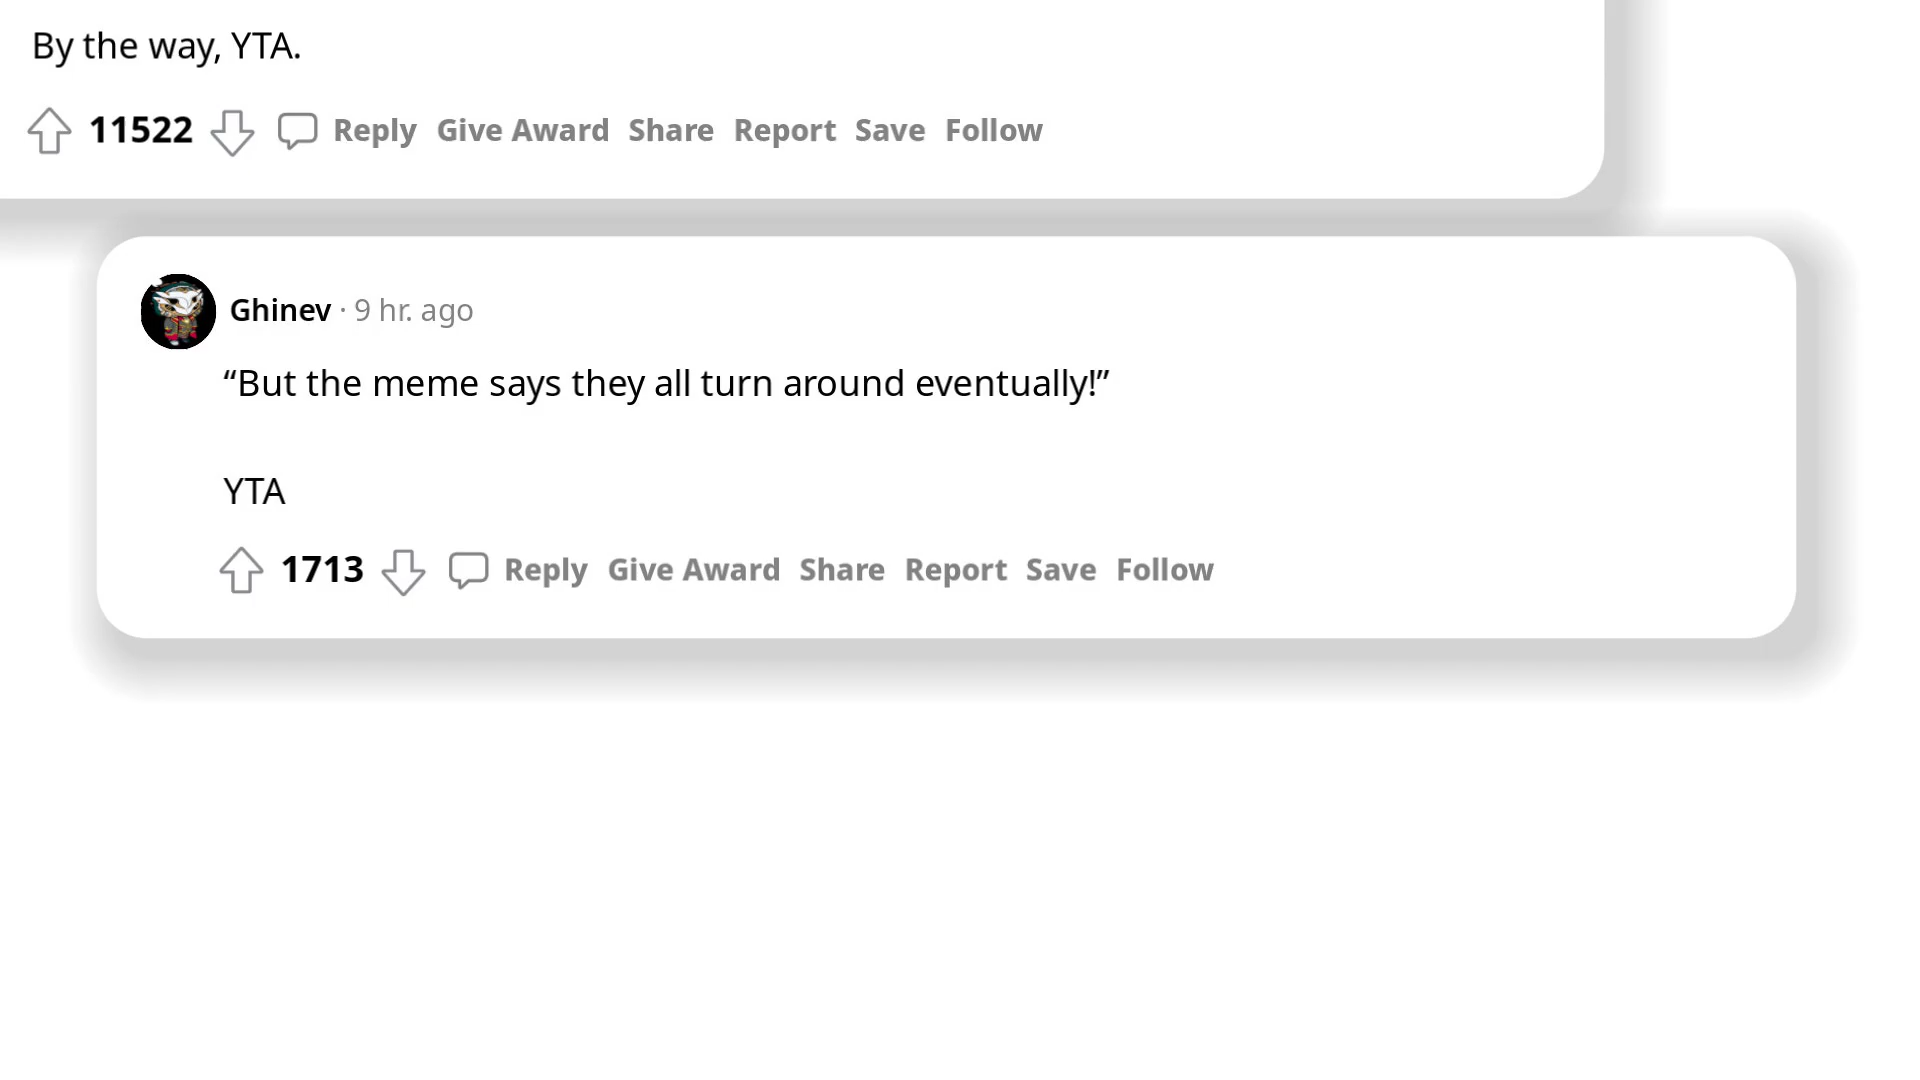 By the way, YTA.
11522 Reply Give Award Share Report Save Follow
Ghinev · 9 hr. ago
“But the meme says they all turn around eventually!”
YTA
1713 Reply Give Award Share Report Save Follow